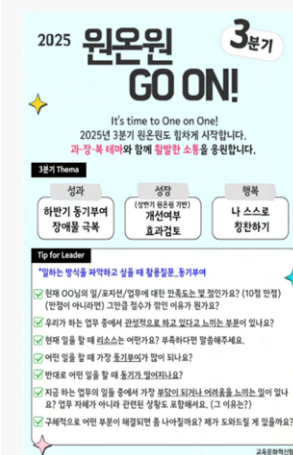 2025 원온원 3분기
GO ON!
It's time to One on One!
2025년 3분기 원온원도 힘차게 시작합니다.
과·장·복 테마와 함께 활발한 소통을 응원합니다.
3분기 Thema
성과
하반기 동기부여
장애물 극복
성장
(상반기 원온원 기반)
개선여부
효과검토
행복
나 스스로
칭찬하기
Tip for Leader
*일하는 방식을 파악하고 싶을 때 활용질문_동기부여
현재 OO님의 일/포지션/업무에 대한 만족도는 몇 점인가요? (10점 만점)
(만점이 아니라면) 그만큼 점수가 깎인 이유가 뭔가요?
우리가 하는 업무 중에서 관성적으로 하고 있다고 느끼는 부분이 있나요?
현재 일을 할 때 리소스는 어떤가요? 부족하다면 말씀해주세요.
어떤 일을 할 때 가장 동기부여가 많이 되나요?
반대로 어떤 일을 할 때 동기가 떨어지나요?
지금 하는 업무의 일들 중에서 가장 부담이 되거나 어려움을 느끼는 일이 있나
요? 업무 자체가 아니라 관련된 상황도 포함해서요. (그 이유는?)
구체적으로 어떤 부분이 해결되면 좀 나아질까요? 제가 도와드릴 게 있을까요?
교육문화혁신팀